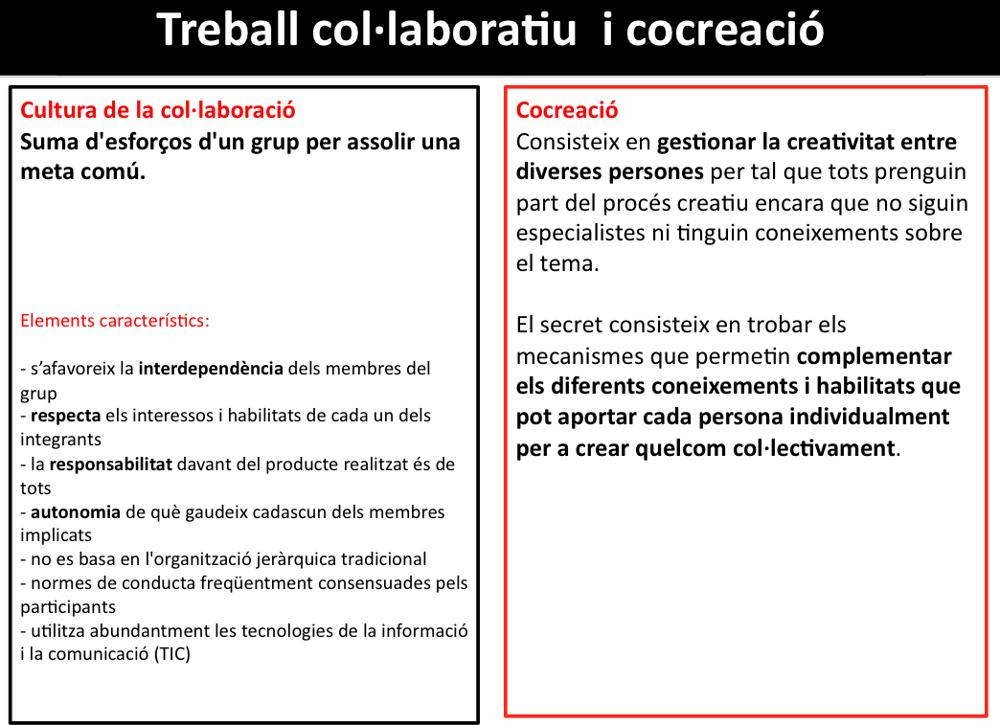 Treball col·laboratiu  i cocreació
Cultura de la col·laboració
Suma d'esforços d'un grup per assolir una
meta comú.
Elements característics:
- s’afavoreix la interdependència dels membres del
grup
- respecta els interessos i habilitats de cada un dels
integrants
- la responsabilitat davant del producte realitzat és de
tots
- autonomia de què gaudeix cadascun dels membres
implicats
- no es basa en l'organització jeràrquica tradicional
- normes de conducta freqüentment consensuades pels
participants
- utilitza abundantment les tecnologies de la informació
i la comunicació (TIC)
Cocreació
Consisteix en gestionar la creativitat entre
diverses persones per tal que tots prenguin
part del procés creatiu encara que no siguin
especialistes ni tinguin coneixements sobre
el tema.
El secret consisteix en trobar els
mecanismes que permetin complementar
els diferents coneixements i habilitats que
pot aportar cada persona individualment
per a crear quelcom col·lectivament.